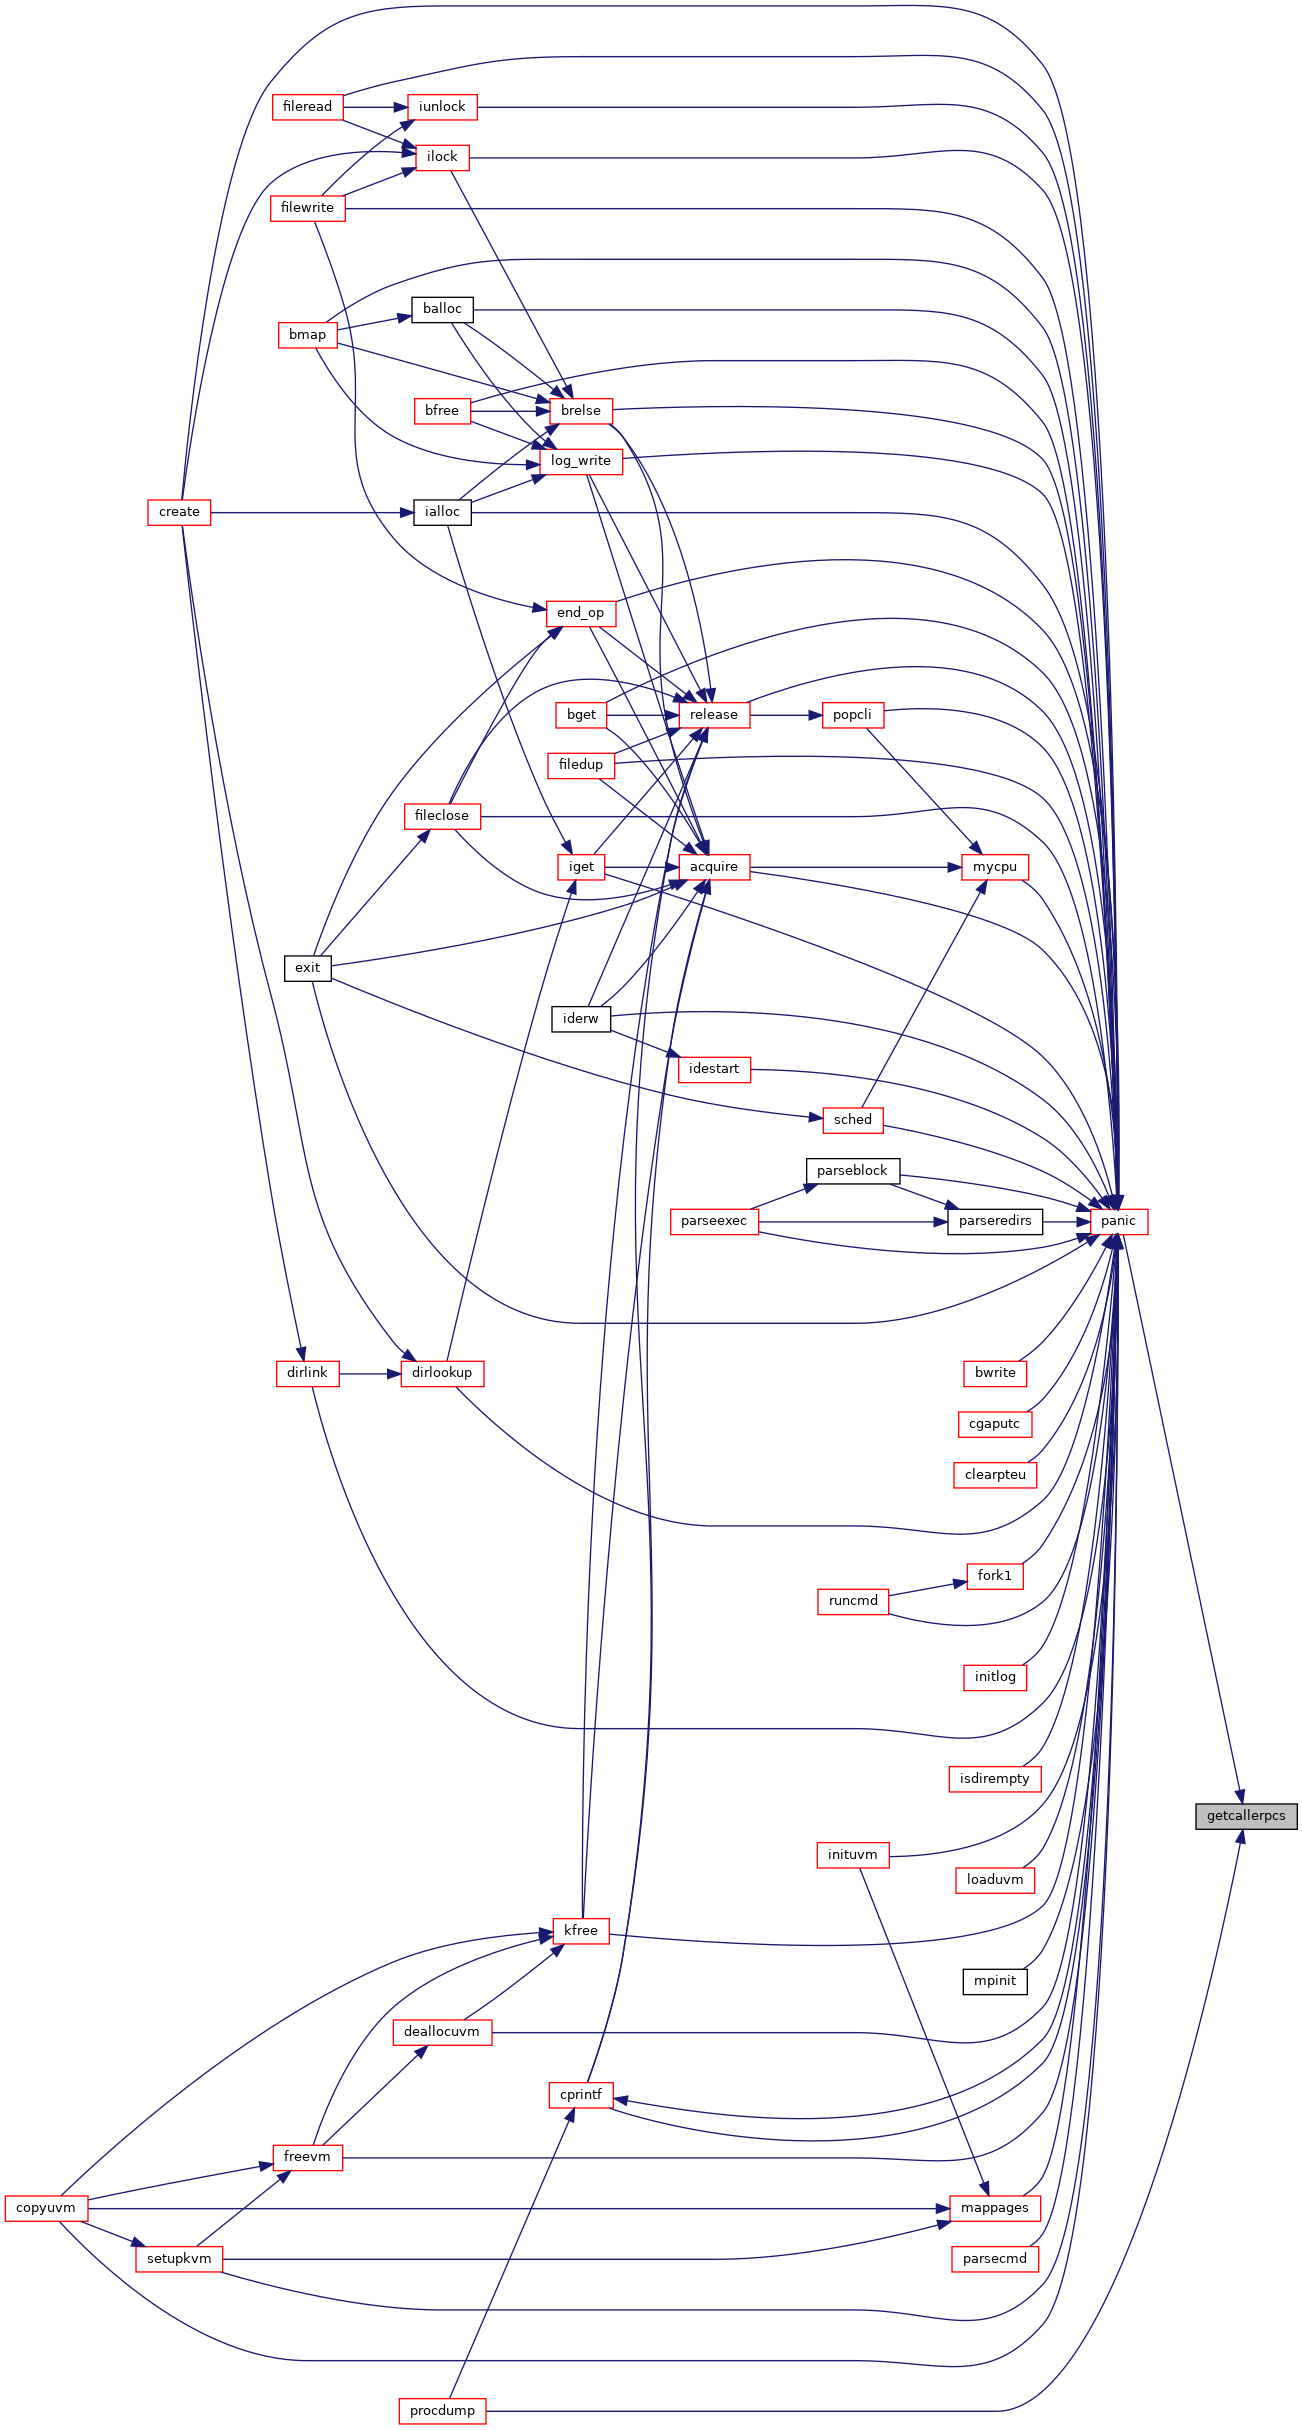 fileread
iunlock
ilock
filewrite
balloc
bmap
bfree
brelse
log_write
create
ialloc
end_op
bget
release
popcli
filedup
fileclose
iget
acquire
mycpu
exit
iderw
idestart
sched
parseblock
parseexec
parseredirs
panic
dirlink
dirlookup
bwrite
cgaputc
clearpteu
fork1
runcmd
initlog
isdirempty
getcallerpcs
inituvm
loaduvm
kfree
mpinit
deallocuvm
cprintf
freevm
copyuvm
mappages
setupkvm
parsecmd
procdump